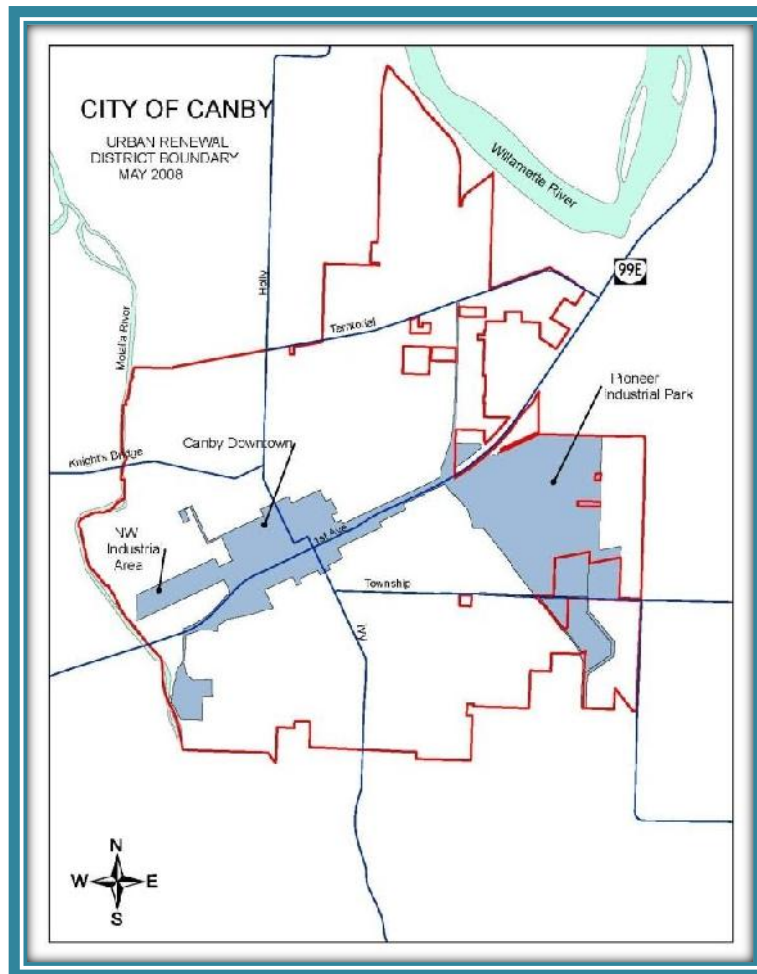 CITY OF CANBY
URBAN RENEWAL
DISTRICT BOUNDARY
MAY 2008
Willamette River
99E
Holly
Territorial
Molalla River
Pioneer
Industrial Park
Canby Downtown
Knight's Bridge
1st Ave
NW
Industrial
Area
Township
Ivy
N
W E
S